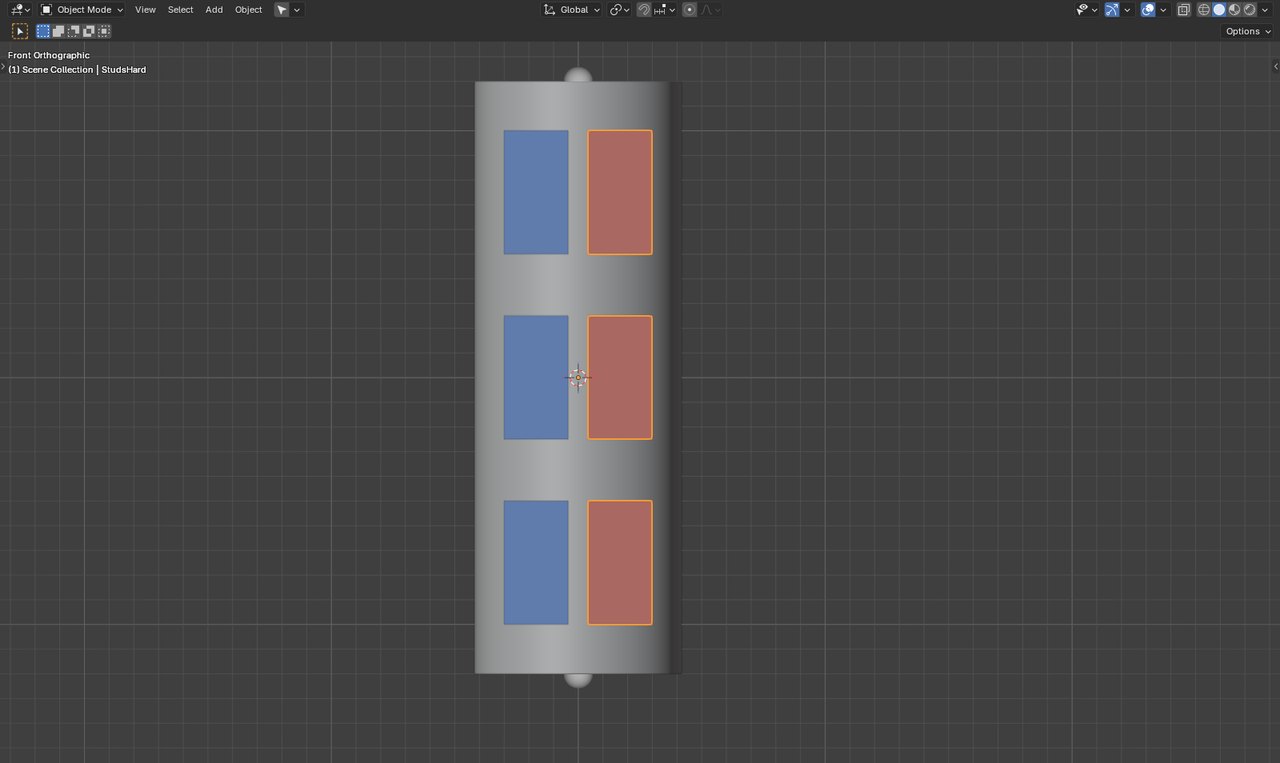 Object Mode View Select Add Object Global
Options
Front Orthographic
(1) Scene Collection | StudsHard